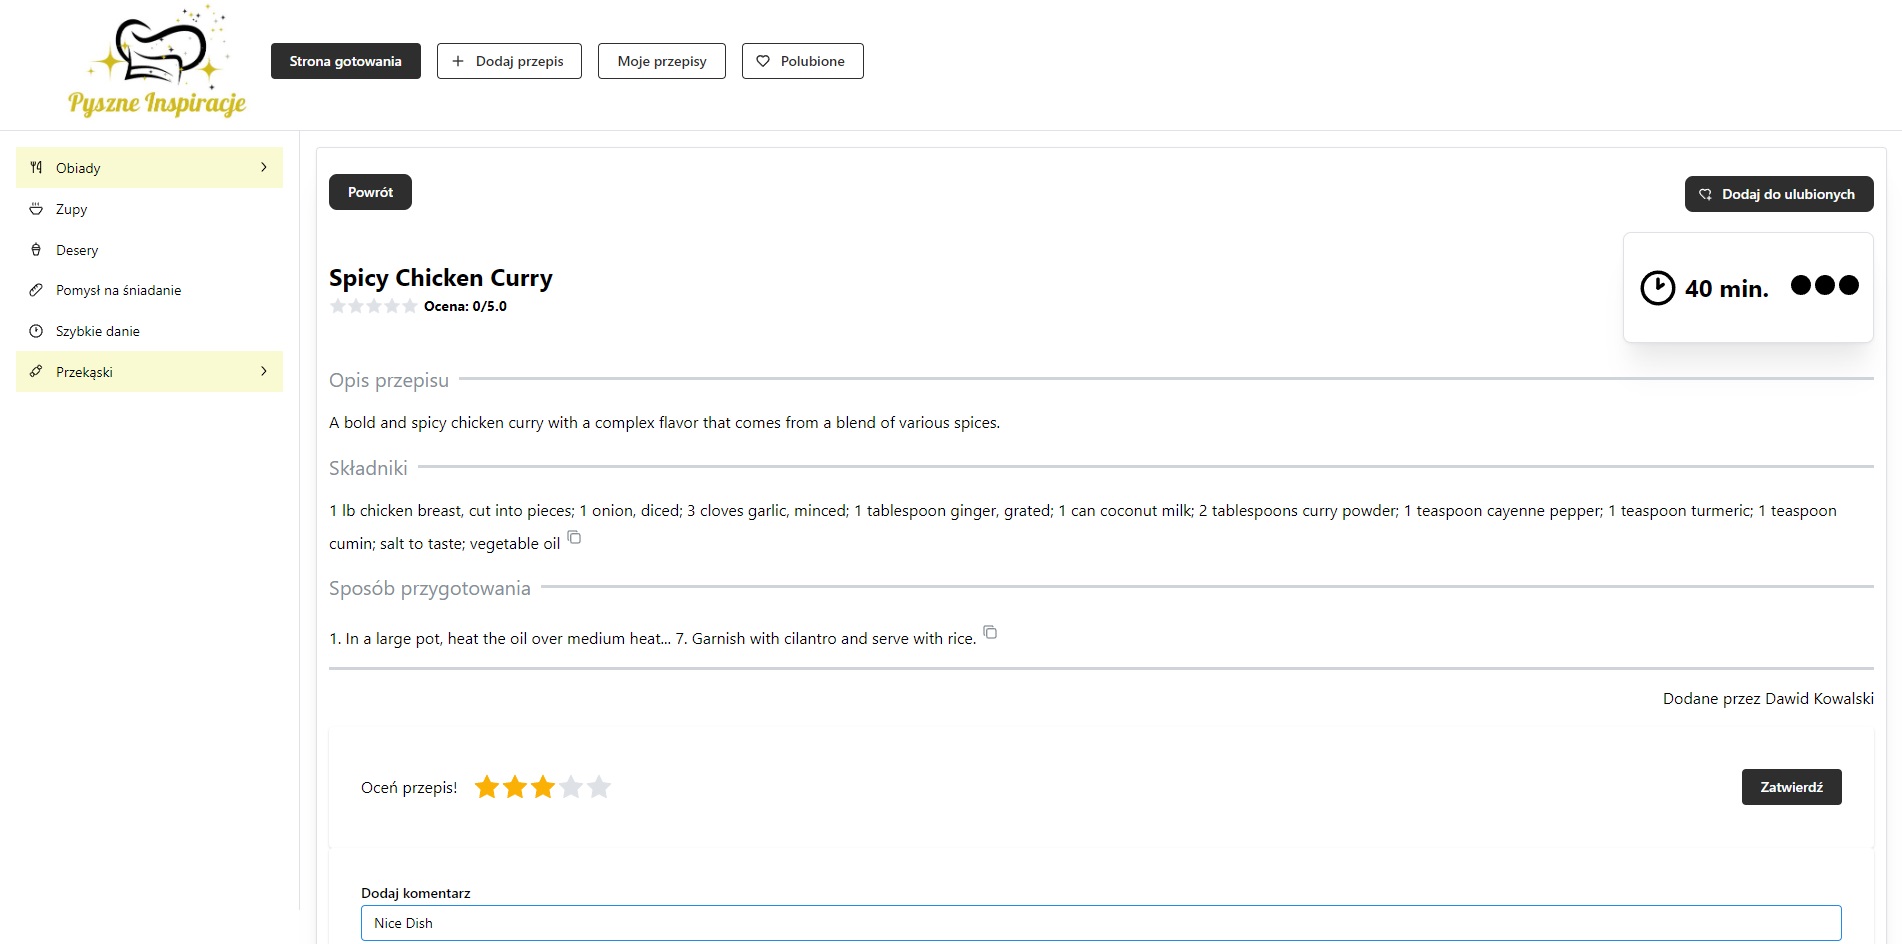 Pyszne Inspiracje
Strona gotowania
Dodaj przepis
Moje przepisy
Polubione
Obiady
Zupy
Desery
Pomysł na śniadanie
Szybkie danie
Przekąski
Powrót
Dodaj do ulubionych
Spicy Chicken Curry
Ocena: 0/5.0
40 min.
Opis przepisu
A bold and spicy chicken curry with a complex flavor that comes from a blend of various spices.
Składniki
1 lb chicken breast, cut into pieces; 1 onion, diced; 3 cloves garlic, minced; 1 tablespoon ginger, grated; 1 can coconut milk; 2 tablespoons curry powder; 1 teaspoon cayenne pepper; 1 teaspoon turmeric; 1 teaspoon
cumin; salt to taste; vegetable oil
Sposób przygotowania
1. In a large pot, heat the oil over medium heat... 7. Garnish with cilantro and serve with rice.
Dodane przez Dawid Kowalski
Oceń przepis!
Zatwierdź
Dodaj komentarz
Nice Dish